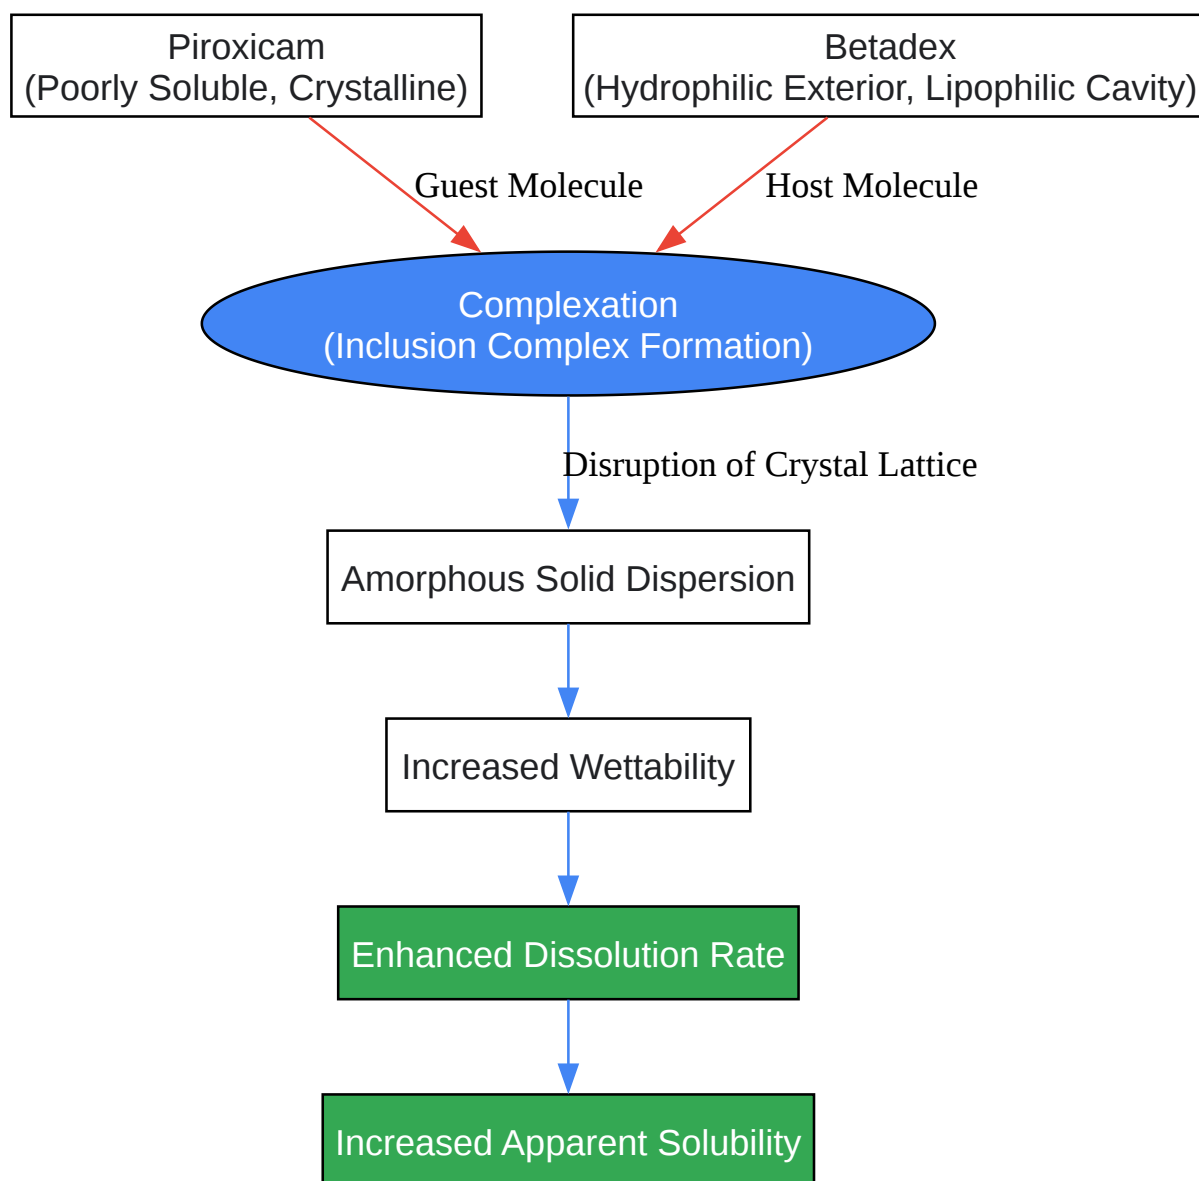 Piroxicam
(Poorly Soluble, Crystalline)
Betadex
(Hydrophilic Exterior, Lipophilic Cavity)
Guest Molecule
Host Molecule
Complexation
(Inclusion Complex Formation)
Disruption of Crystal Lattice
Amorphous Solid Dispersion
Increased Wettability
Enhanced Dissolution Rate
Increased Apparent Solubility